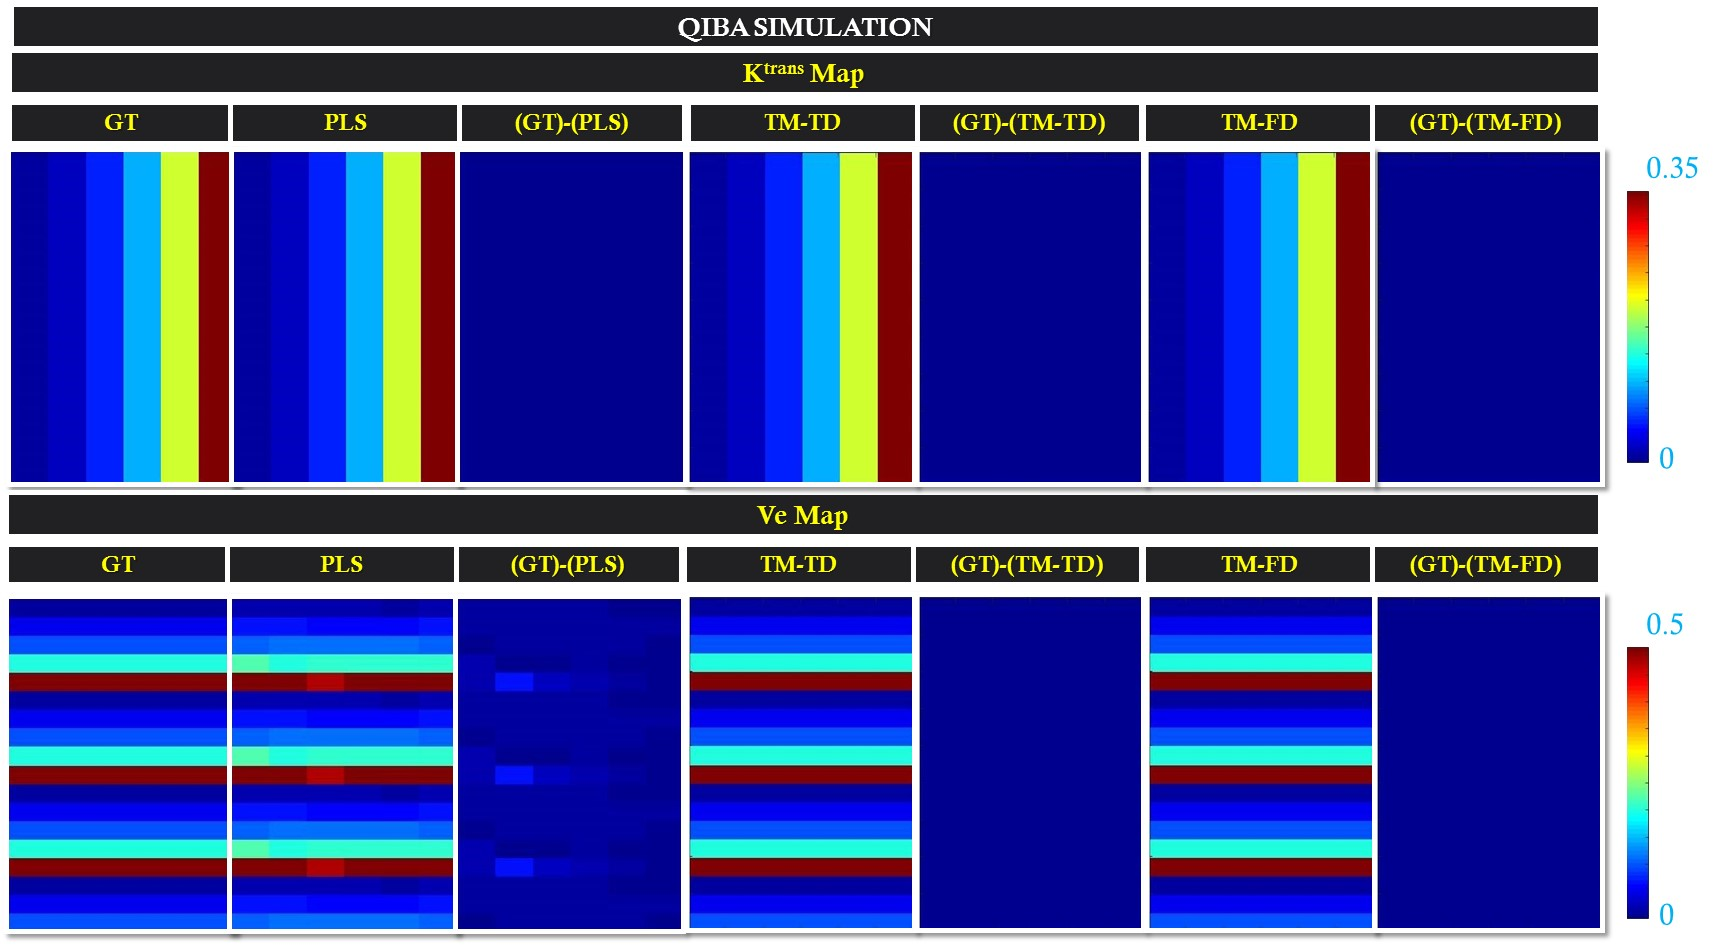 QIBA SIMULATION
Kᵗʳᵃⁿˢ Map
GT PLS (GT)-(PLS) TM-TD (GT)-(TM-TD) TM-FD (GT)-(TM-FD)
0.35
0
Ve Map
GT PLS (GT)-(PLS) TM-TD (GT)-(TM-TD) TM-FD (GT)-(TM-FD)
0.5
0